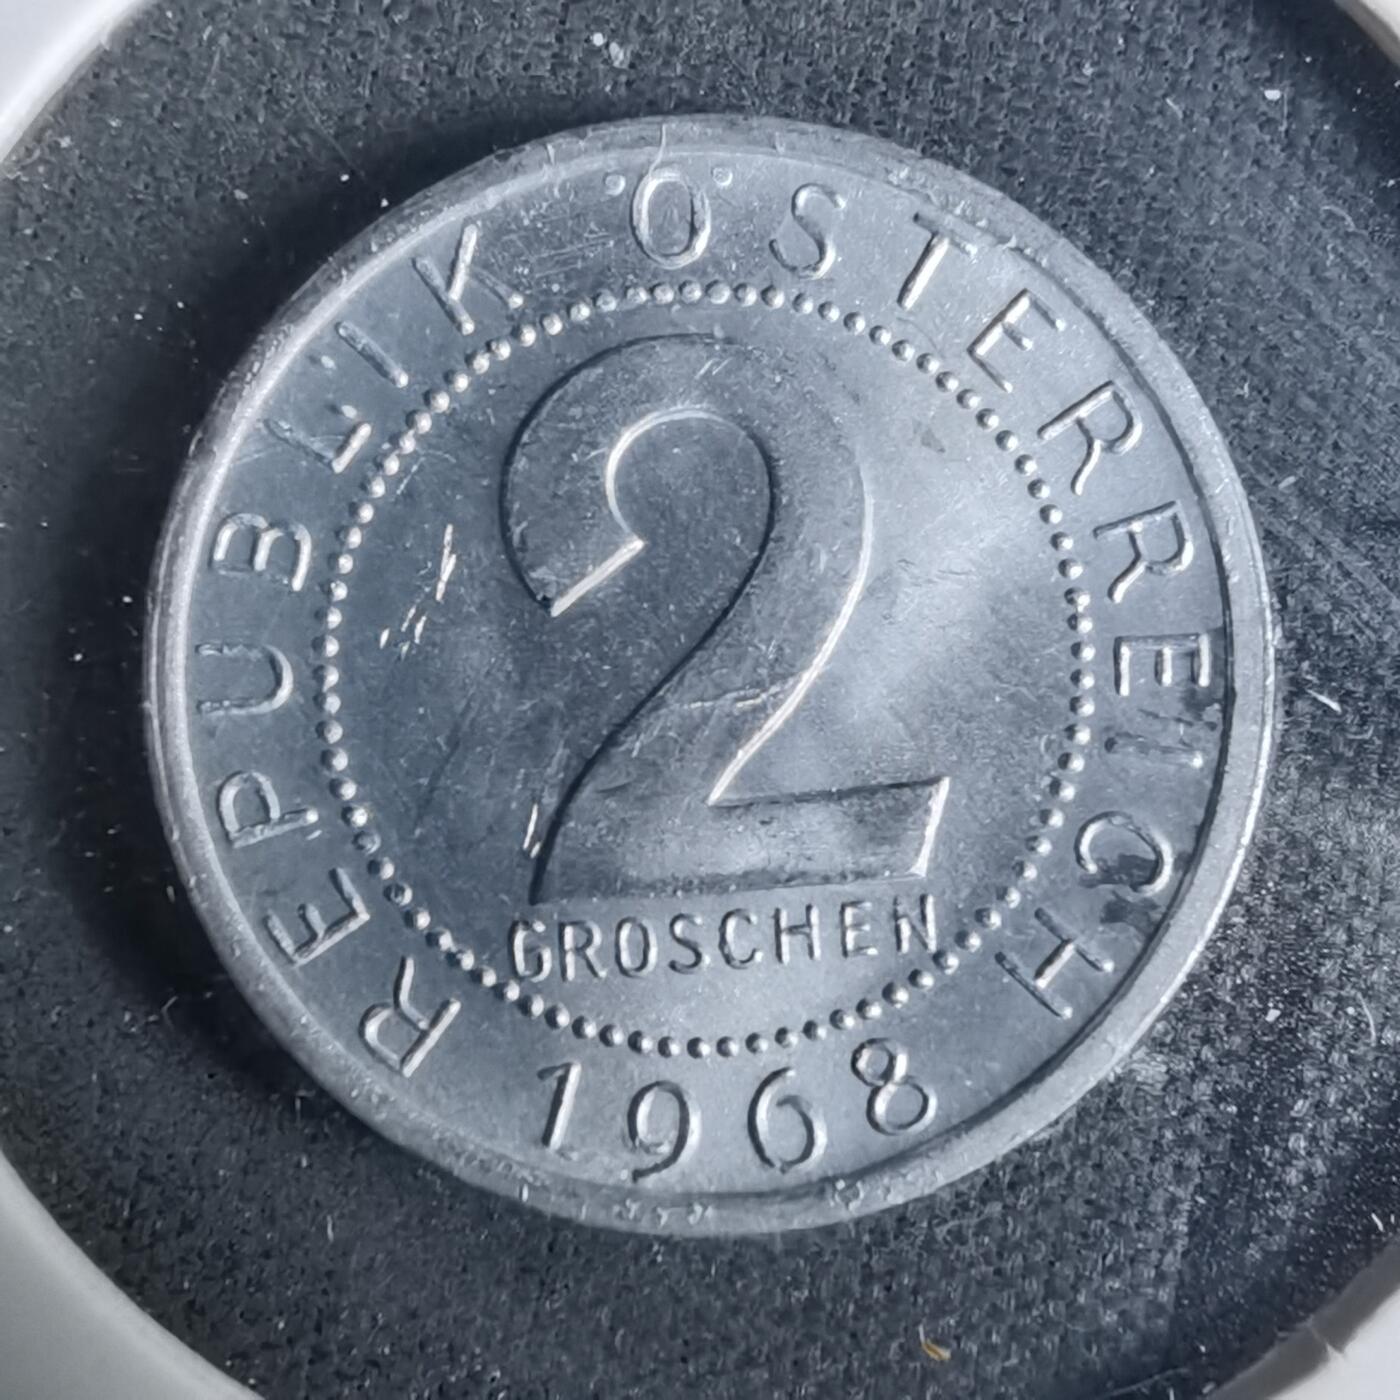 REPUBLIK ÖSTERREICH
2
GROSCHEN
1968